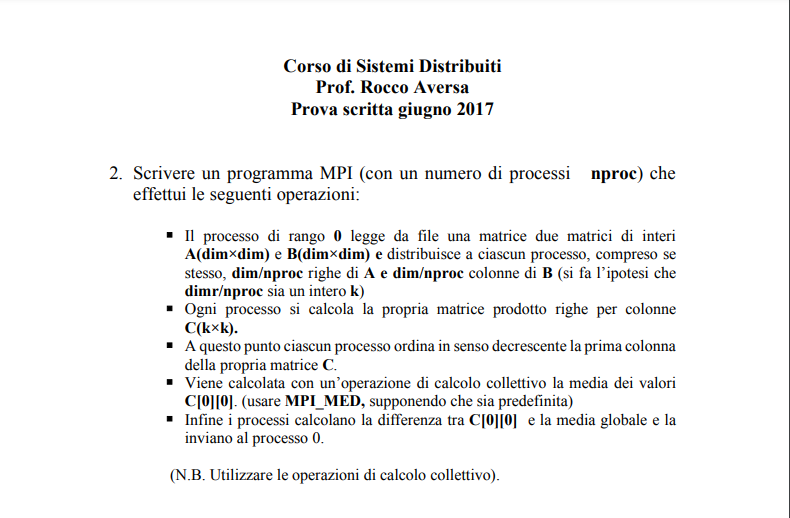 Corso di Sistemi Distribuiti
Prof. Rocco Aversa
Prova scritta giugno 2017
2. Scrivere un programma MPI (con un numero di processi nproc) che
effettui le seguenti operazioni:
▪ Il processo di rango 0 legge da file una matrice due matrici di interi
A(dim×dim) e B(dim×dim) e distribuisce a ciascun processo, compreso se
stesso, dim/nproc righe di A e dim/nproc colonne di B (si fa l'ipotesi che
dimr/nproc sia un intero k)
▪ Ogni processo si calcola la propria matrice prodotto righe per colonne
C(k×k).
▪ A questo punto ciascun processo ordina in senso decrescente la prima colonna
della propria matrice C.
▪ Viene calcolata con un'operazione di calcolo collettivo la media dei valori
C[0][0]. (usare MPI_MED, supponendo che sia predefinita)
▪ Infine i processi calcolano la differenza tra C[0][0] e la media globale e la
inviano al processo 0.
(N.B. Utilizzare le operazioni di calcolo collettivo).